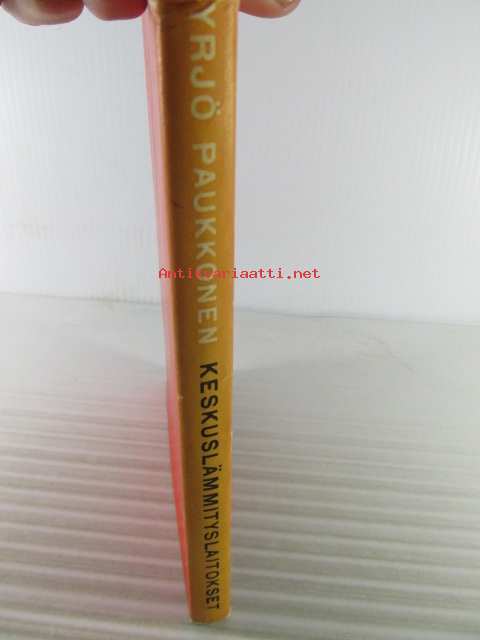 YRJÖ PAUKKONEN KESKUSLÄMMITYSLAITOKSET
Antikvariaatti.net